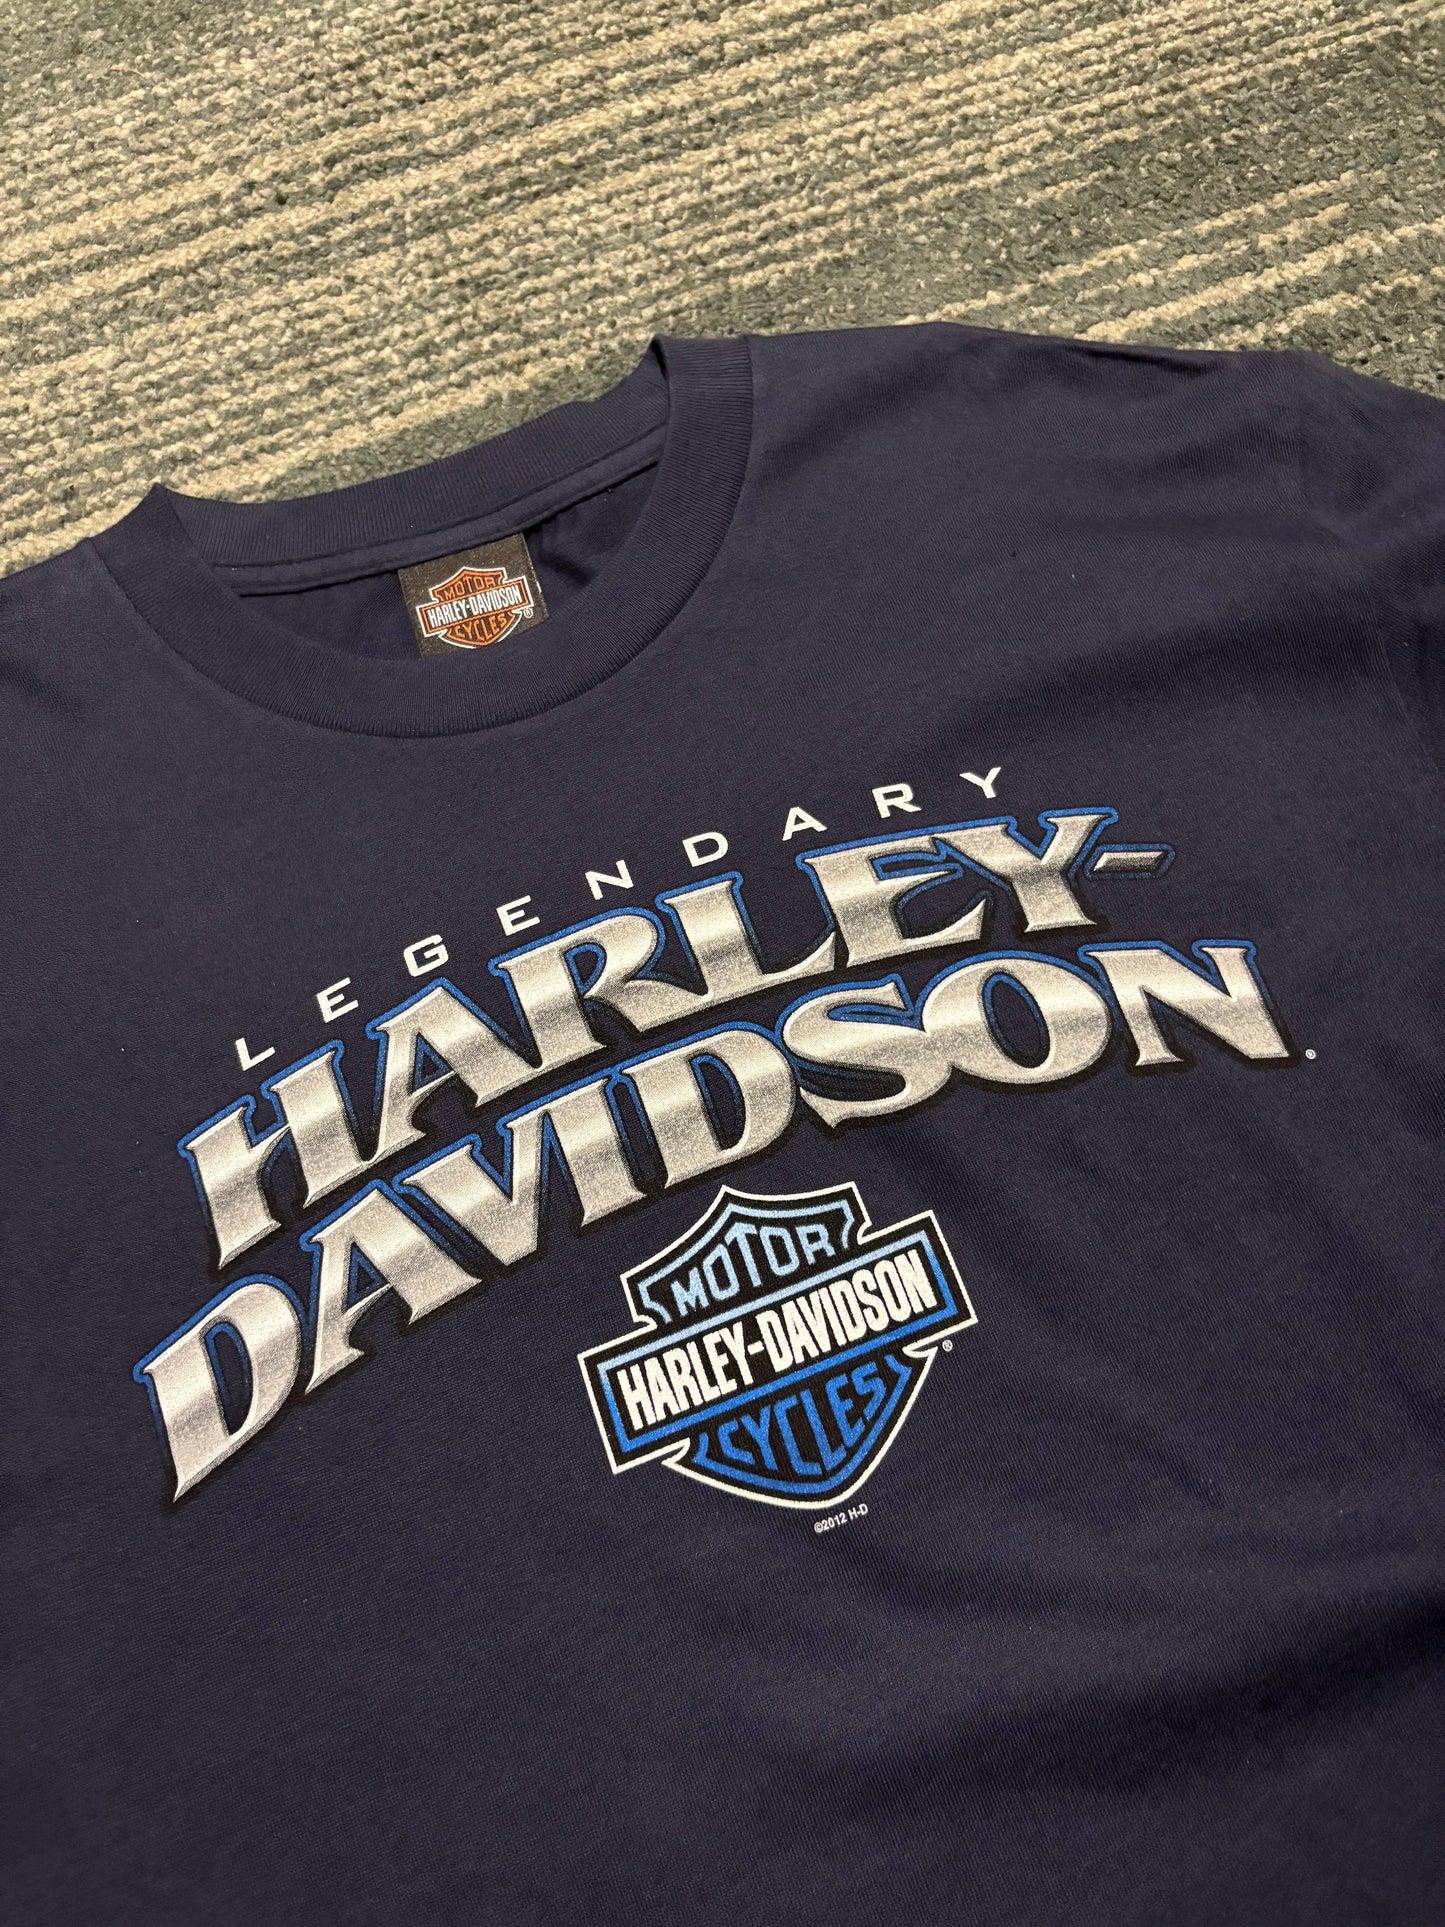 MOTOR
HARLEY-DAVIDSON
CYCLES
®
LEGENDARY
HARLEY-
DAVIDSON®
MOTOR
HARLEY-DAVIDSON
CYCLES
®
©2012 H-D